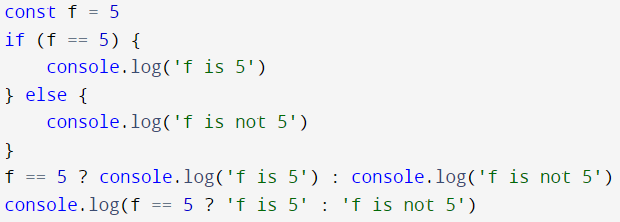 const f = 5
if (f == 5) {
    console.log('f is 5')
} else {
    console.log('f is not 5')
}
f == 5 ? console.log('f is 5') : console.log('f is not 5')
console.log(f == 5 ? 'f is 5' : 'f is not 5')